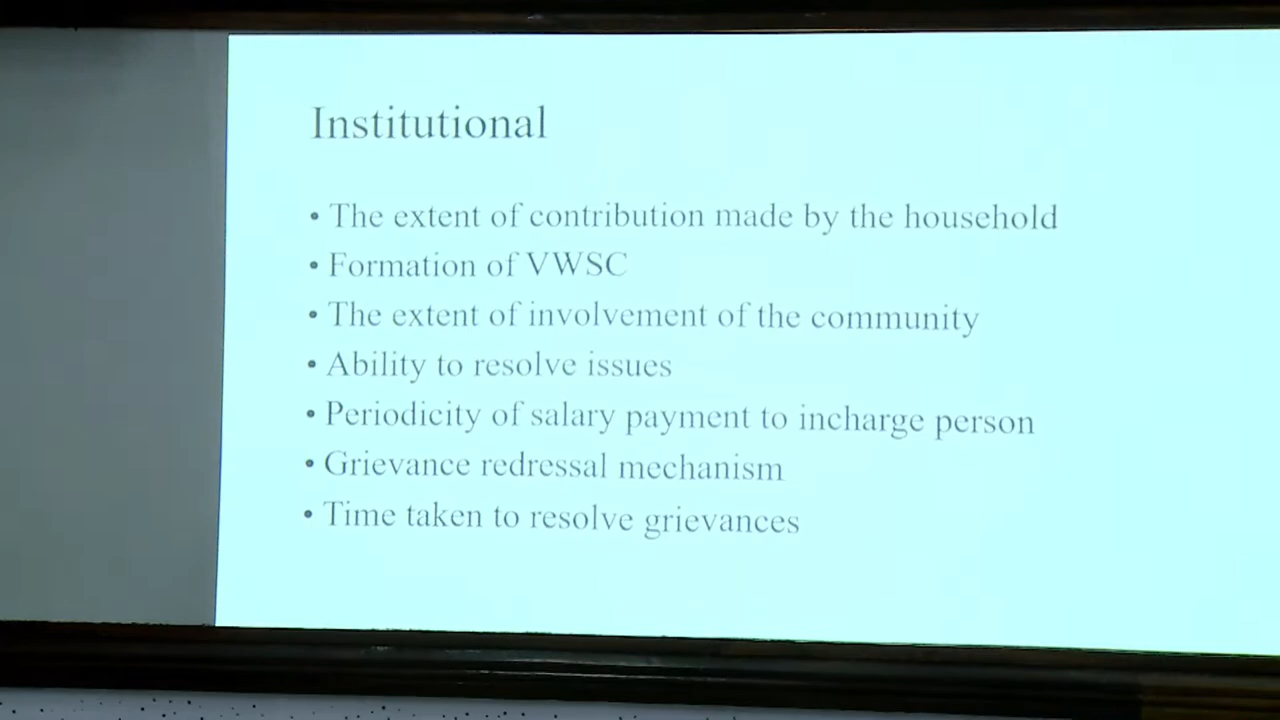 Institutional
• The extent of contribution made by the household
• Formation of VWSC
• The extent of involvement of the community
• Ability to resolve issues
• Periodicity of salary payment to incharge person
• Grievance redressal mechanism
• Time taken to resolve grievances